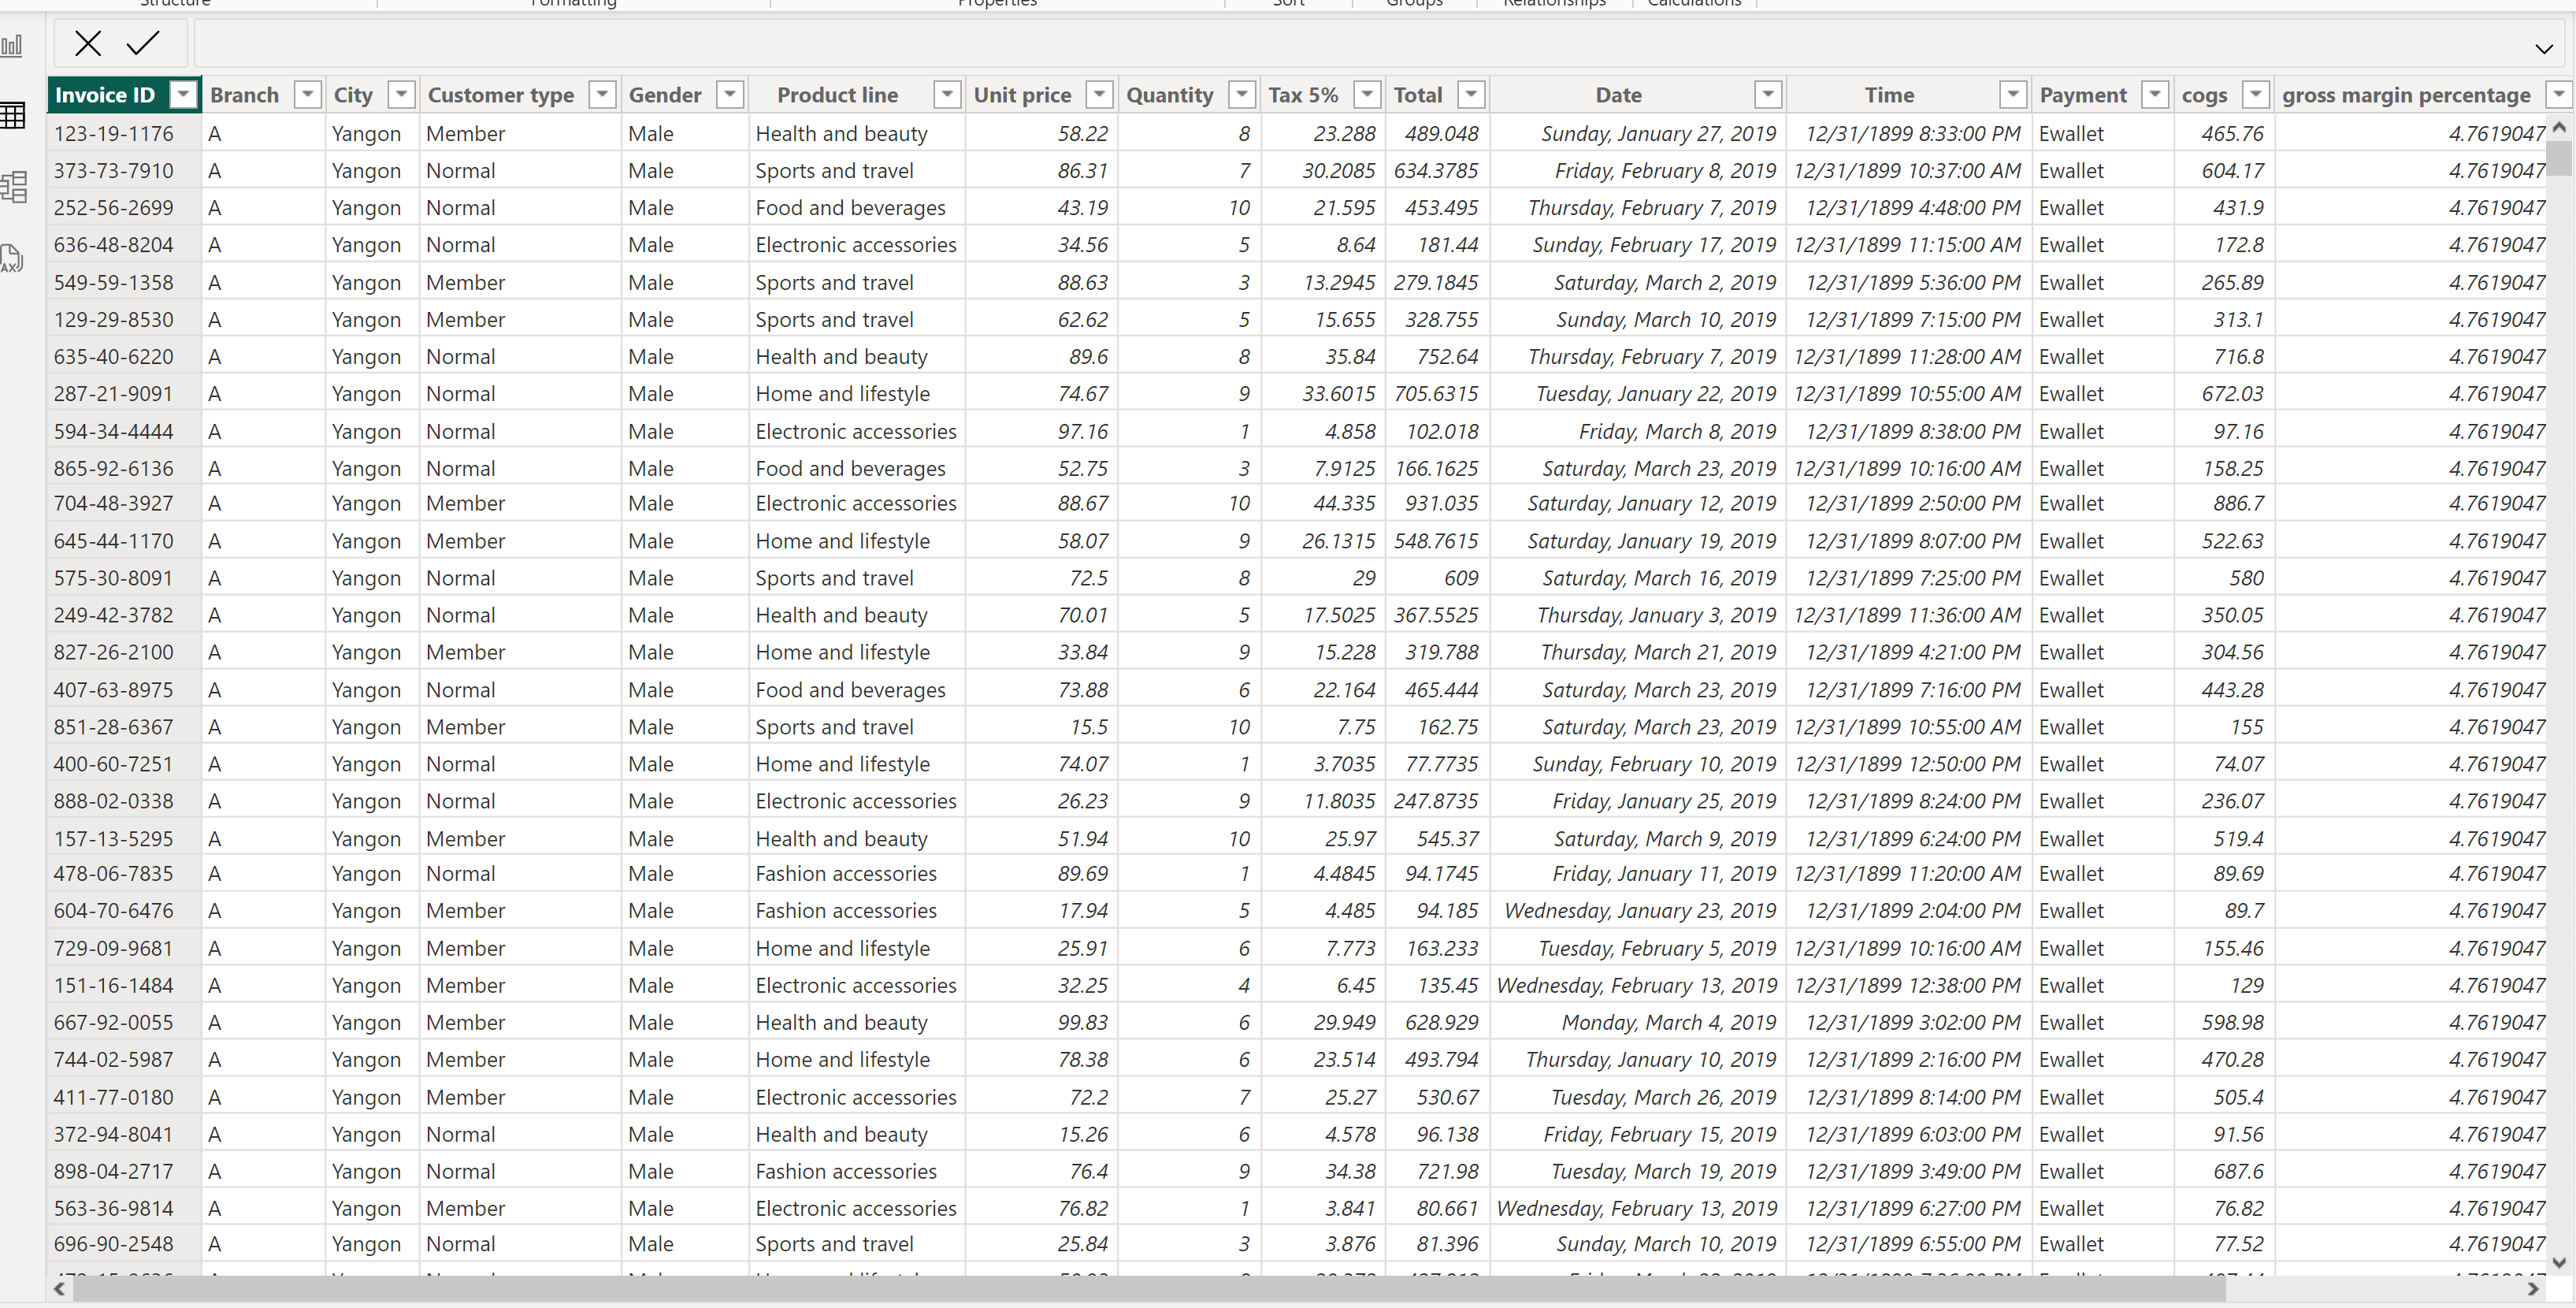 Structure Formatting Properties Sort Groups Relationships Calculations
Invoice ID Branch City Customer type Gender Product line Unit price Quantity Tax 5% Total Date Time Payment cogs gross margin percentage
123-19-1176 A Yangon Member Male Health and beauty 58.22 8 23.288 489.048 Sunday, January 27, 2019 12/31/1899 8:33:00 PM Ewallet 465.76 4.7619047
373-73-7910 A Yangon Normal Male Sports and travel 86.31 7 30.2085 634.3785 Friday, February 8, 2019 12/31/1899 10:37:00 AM Ewallet 604.17 4.7619047
252-56-2699 A Yangon Normal Male Food and beverages 43.19 10 21.595 453.495 Thursday, February 7, 2019 12/31/1899 4:48:00 PM Ewallet 431.9 4.7619047
636-48-8204 A Yangon Normal Male Electronic accessories 34.56 5 8.64 181.44 Sunday, February 17, 2019 12/31/1899 11:15:00 AM Ewallet 172.8 4.7619047
549-59-1358 A Yangon Member Male Sports and travel 88.63 3 13.2945 279.1845 Saturday, March 2, 2019 12/31/1899 5:36:00 PM Ewallet 265.89 4.7619047
129-29-8530 A Yangon Member Male Sports and travel 62.62 5 15.655 328.755 Sunday, March 10, 2019 12/31/1899 7:15:00 PM Ewallet 313.1 4.7619047
635-40-6220 A Yangon Normal Male Health and beauty 89.6 8 35.84 752.64 Thursday, February 7, 2019 12/31/1899 11:28:00 AM Ewallet 716.8 4.7619047
287-21-9091 A Yangon Normal Male Home and lifestyle 74.67 9 33.6015 705.6315 Tuesday, January 22, 2019 12/31/1899 10:55:00 AM Ewallet 672.03 4.7619047
594-34-4444 A Yangon Normal Male Electronic accessories 97.16 1 4.858 102.018 Friday, March 8, 2019 12/31/1899 8:38:00 PM Ewallet 97.16 4.7619047
865-92-6136 A Yangon Normal Male Food and beverages 52.75 3 7.9125 166.1625 Saturday, March 23, 2019 12/31/1899 10:16:00 AM Ewallet 158.25 4.7619047
704-48-3927 A Yangon Member Male Electronic accessories 88.67 10 44.335 931.035 Saturday, January 12, 2019 12/31/1899 2:50:00 PM Ewallet 886.7 4.7619047
645-44-1170 A Yangon Member Male Home and lifestyle 58.07 9 26.1315 548.7615 Saturday, January 19, 2019 12/31/1899 8:07:00 PM Ewallet 522.63 4.7619047
575-30-8091 A Yangon Normal Male Sports and travel 72.5 8 29 609 Saturday, March 16, 2019 12/31/1899 7:25:00 PM Ewallet 580 4.7619047
249-42-3782 A Yangon Normal Male Health and beauty 70.01 5 17.5025 367.5525 Thursday, January 3, 2019 12/31/1899 11:36:00 AM Ewallet 350.05 4.7619047
827-26-2100 A Yangon Member Male Home and lifestyle 33.84 9 15.228 319.788 Thursday, March 21, 2019 12/31/1899 4:21:00 PM Ewallet 304.56 4.7619047
407-63-8975 A Yangon Normal Male Food and beverages 73.88 6 22.164 465.444 Saturday, March 23, 2019 12/31/1899 7:16:00 PM Ewallet 443.28 4.7619047
851-28-6367 A Yangon Member Male Sports and travel 15.5 10 7.75 162.75 Saturday, March 23, 2019 12/31/1899 10:55:00 AM Ewallet 155 4.7619047
400-60-7251 A Yangon Normal Male Home and lifestyle 74.07 1 3.7035 77.7735 Sunday, February 10, 2019 12/31/1899 12:50:00 PM Ewallet 74.07 4.7619047
888-02-0338 A Yangon Normal Male Electronic accessories 26.23 9 11.8035 247.8735 Friday, January 25, 2019 12/31/1899 8:24:00 PM Ewallet 236.07 4.7619047
157-13-5295 A Yangon Member Male Health and beauty 51.94 10 25.97 545.37 Saturday, March 9, 2019 12/31/1899 6:24:00 PM Ewallet 519.4 4.7619047
478-06-7835 A Yangon Normal Male Fashion accessories 89.69 1 4.4845 94.1745 Friday, January 11, 2019 12/31/1899 11:20:00 AM Ewallet 89.69 4.7619047
604-70-6476 A Yangon Member Male Fashion accessories 17.94 5 4.485 94.185 Wednesday, January 23, 2019 12/31/1899 2:04:00 PM Ewallet 89.7 4.7619047
729-09-9681 A Yangon Member Male Home and lifestyle 25.91 6 7.773 163.233 Tuesday, February 5, 2019 12/31/1899 10:16:00 AM Ewallet 155.46 4.7619047
151-16-1484 A Yangon Member Male Electronic accessories 32.25 4 6.45 135.45 Wednesday, February 13, 2019 12/31/1899 12:38:00 PM Ewallet 129 4.7619047
667-92-0055 A Yangon Member Male Health and beauty 99.83 6 29.949 628.929 Monday, March 4, 2019 12/31/1899 3:02:00 PM Ewallet 598.98 4.7619047
744-02-5987 A Yangon Member Male Home and lifestyle 78.38 6 23.514 493.794 Thursday, January 10, 2019 12/31/1899 2:16:00 PM Ewallet 470.28 4.7619047
411-77-0180 A Yangon Member Male Electronic accessories 72.2 7 25.27 530.67 Tuesday, March 26, 2019 12/31/1899 8:14:00 PM Ewallet 505.4 4.7619047
372-94-8041 A Yangon Normal Male Health and beauty 15.26 6 4.578 96.138 Friday, February 15, 2019 12/31/1899 6:03:00 PM Ewallet 91.56 4.7619047
898-04-2717 A Yangon Normal Male Fashion accessories 76.4 9 34.38 721.98 Tuesday, March 19, 2019 12/31/1899 3:49:00 PM Ewallet 687.6 4.7619047
563-36-9814 A Yangon Member Male Electronic accessories 76.82 1 3.841 80.661 Wednesday, February 13, 2019 12/31/1899 6:27:00 PM Ewallet 76.82 4.7619047
696-90-2548 A Yangon Normal Male Sports and travel 25.84 3 3.876 81.396 Sunday, March 10, 2019 12/31/1899 6:55:00 PM Ewallet 77.52 4.7619047